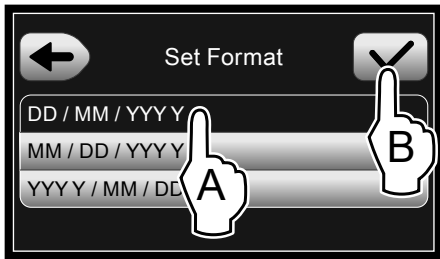 Set Format
DD / MM / YYY Y
MM / DD / YYY Y
YYY Y / MM / DD
A
B